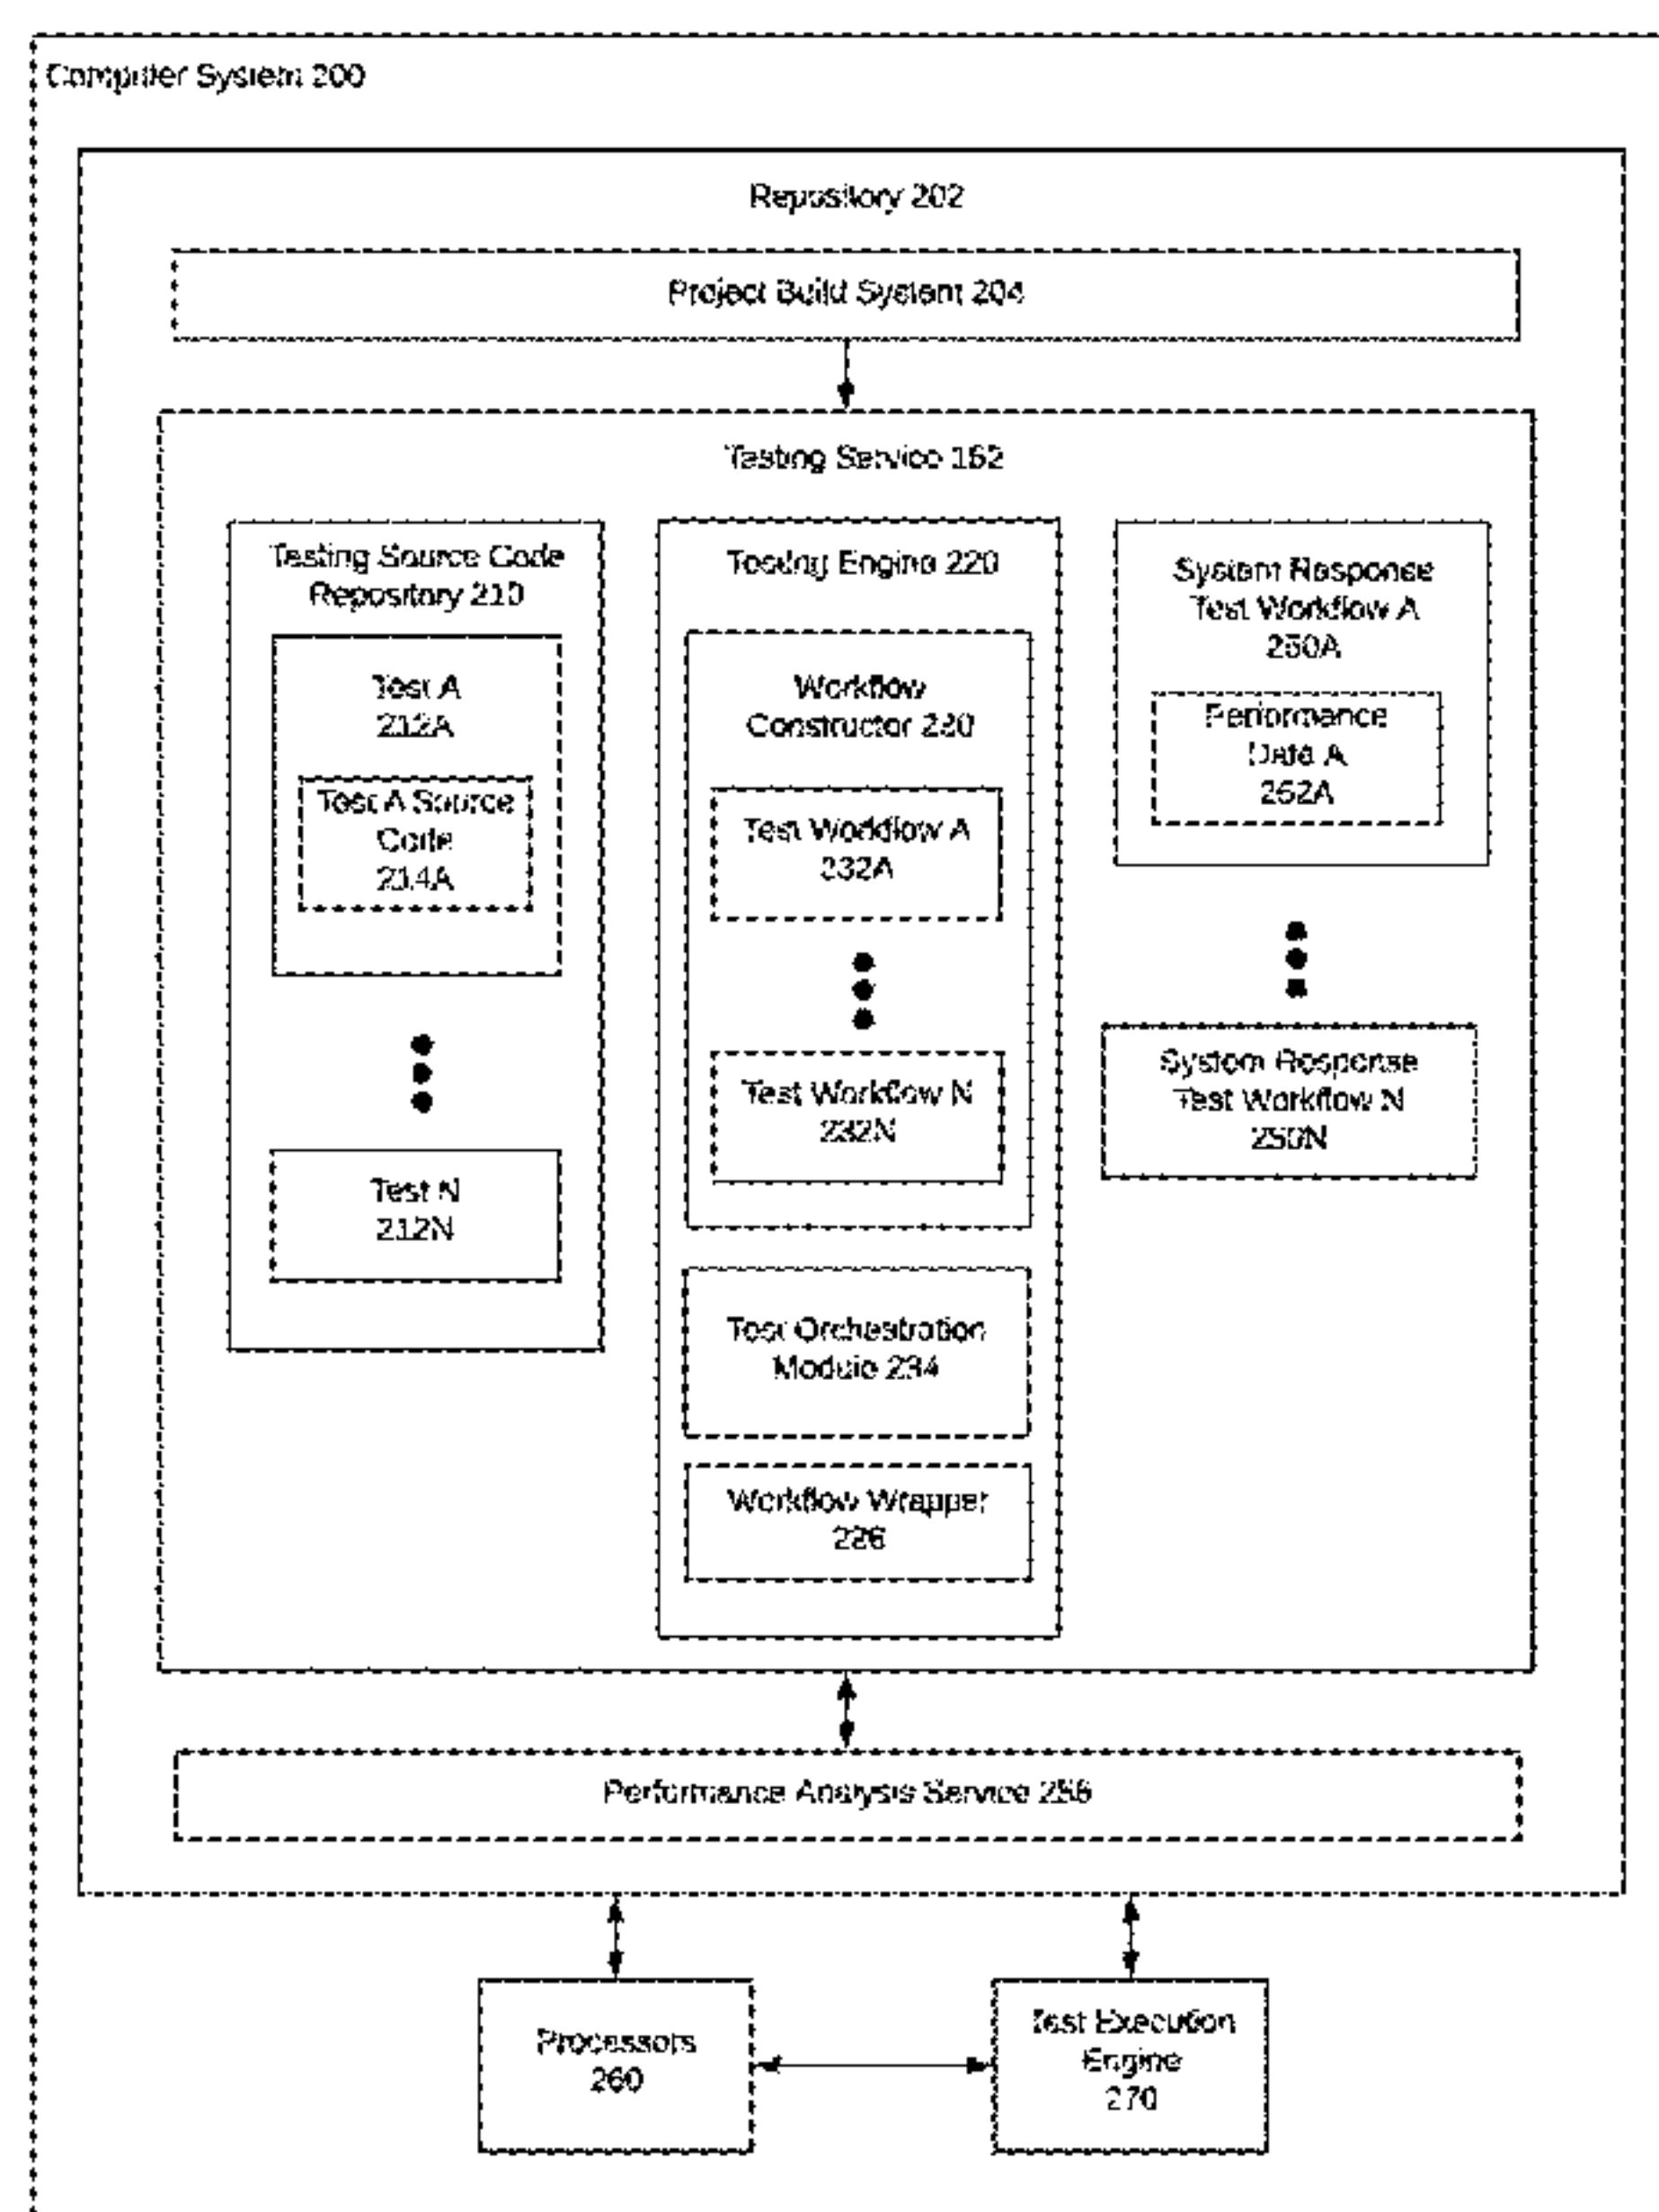 Computer System 200
Repository 202
Project Build System 204
Testing Service 162
Testing Source Code
Repository 210
Test A
212A
Test A Source
Code
214A
Test N
212N
Testing Engine 220
Workflow
Constructor 230
Test Workflow A
232A
Test Workflow N
232N
Test Orchestration
Module 234
Workflow Wrapper
236
System Response
Test Workflow A
250A
Performance
Data A
252A
System Response
Test Workflow N
250N
Performance Analysis Service
Processors
260
Test Execution
Engine
270